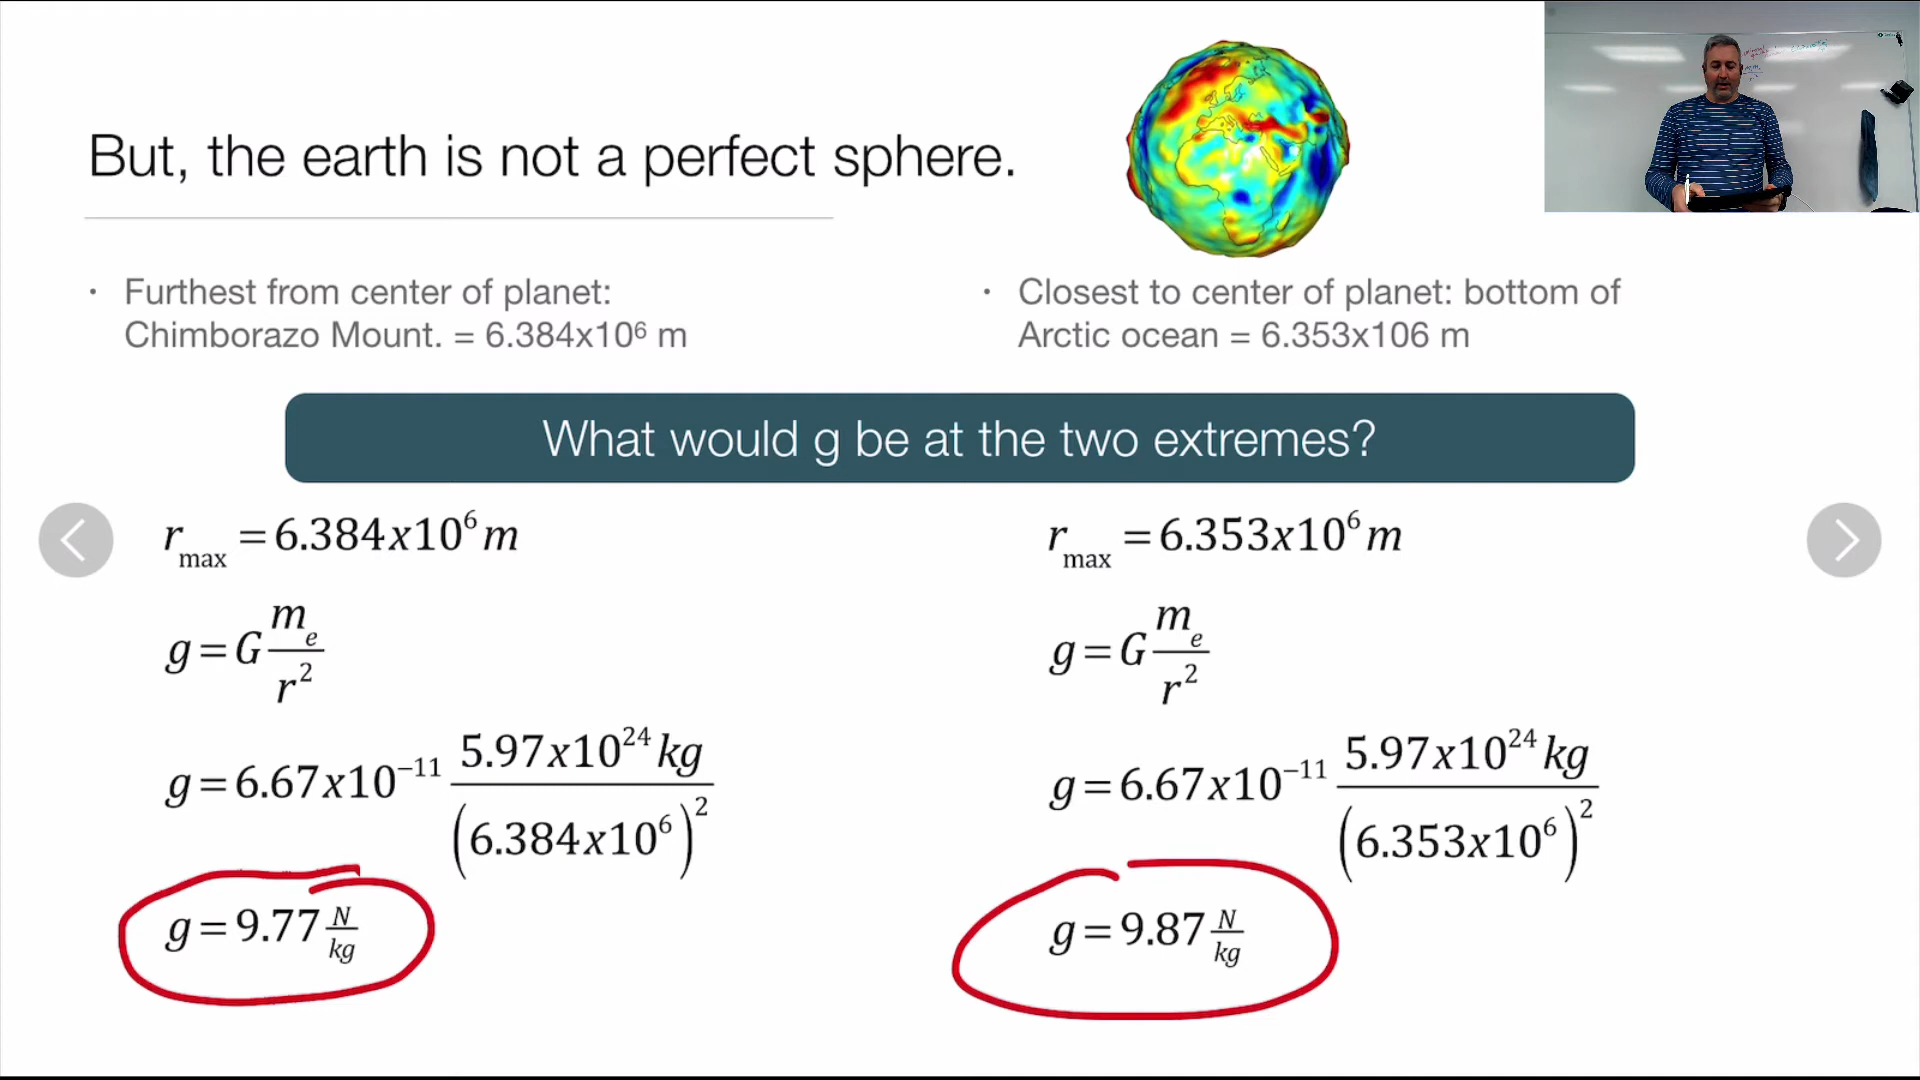 But, the earth is not a perfect sphere.
• Furthest from center of planet:
Chimborazo Mount. = 6.384x10⁶ m
• Closest to center of planet: bottom of
Arctic ocean = 6.353x106 m
What would g be at the two extremes?
r_max = 6.384x10⁶ m
g = G m_e / r²
g = 6.67x10⁻¹¹ 5.97x10²⁴ kg / (6.384x10⁶)²
g = 9.77 N/kg
r_max = 6.353x10⁶ m
g = G m_e / r²
g = 6.67x10⁻¹¹ 5.97x10²⁴ kg / (6.353x10⁶)²
g = 9.87 N/kg